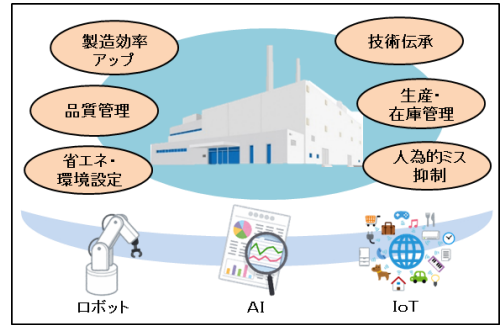 製造効率
アップ
技術伝承
品質管理
生産・
在庫管理
省エネ・
環境設定
人為的ミス
抑制
ロボット
AI
IoT